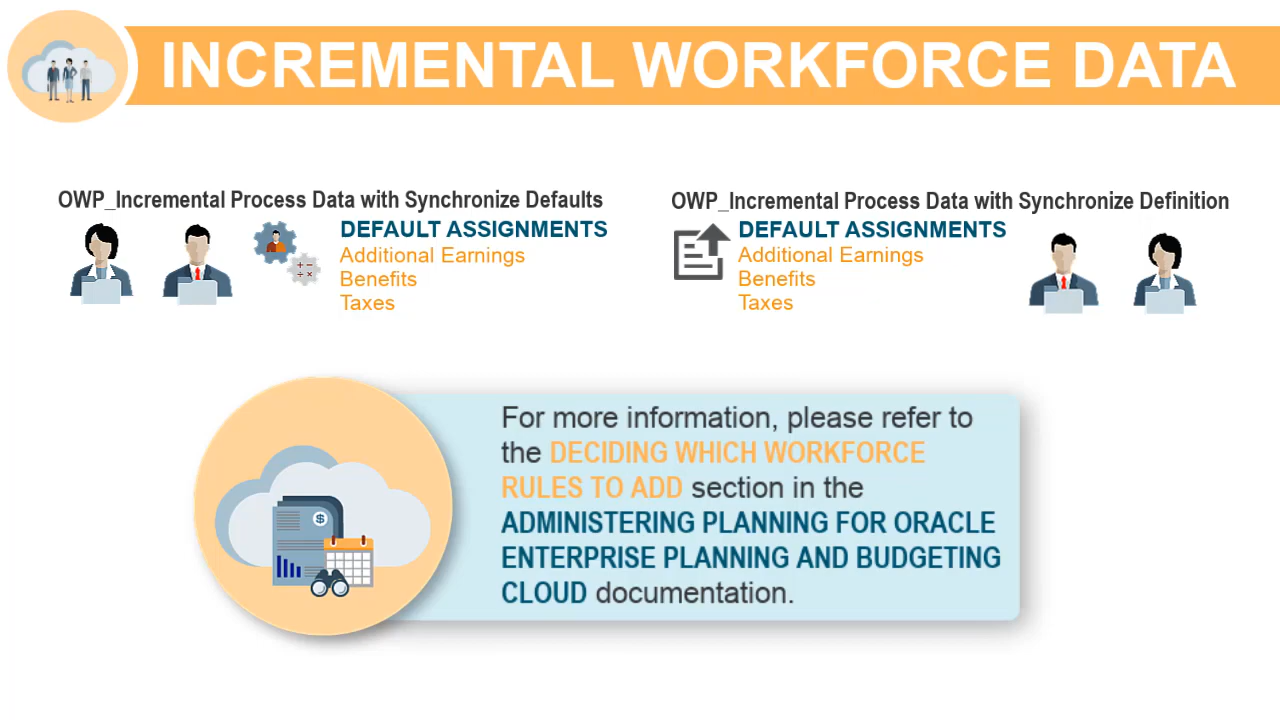 INCREMENTAL WORKFORCE DATA
OWP_Incremental Process Data with Synchronize Defaults
DEFAULT ASSIGNMENTS
Additional Earnings
Benefits
Taxes
OWP_Incremental Process Data with Synchronize Definition
DEFAULT ASSIGNMENTS
Additional Earnings
Benefits
Taxes
For more information, please refer to
the DECIDING WHICH WORKFORCE
RULES TO ADD section in the
ADMINISTERING PLANNING FOR ORACLE
ENTERPRISE PLANNING AND BUDGETING
CLOUD documentation.